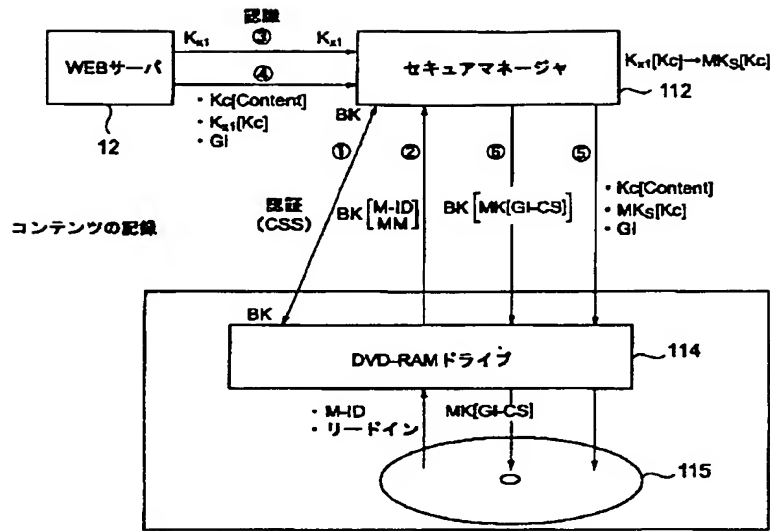 認識
Kx1 ③ Kx1
WEBサーバ
④
セキュアマネージャ
Kx1[Kc]→MKS[Kc]
112
・Kc[Content]
・Kx1[Kc]
・GI
12
BK
① ② ⑥ ⑤
認証
(CSS)
BK[M-ID MM]
BK[MK[GI-CS]]
・Kc[Content]
・MKS[Kc]
・GI
コンテンツの記録
BK
DVD-RAMドライブ
114
・M-ID
・リードイン
MK[GI-CS]
115